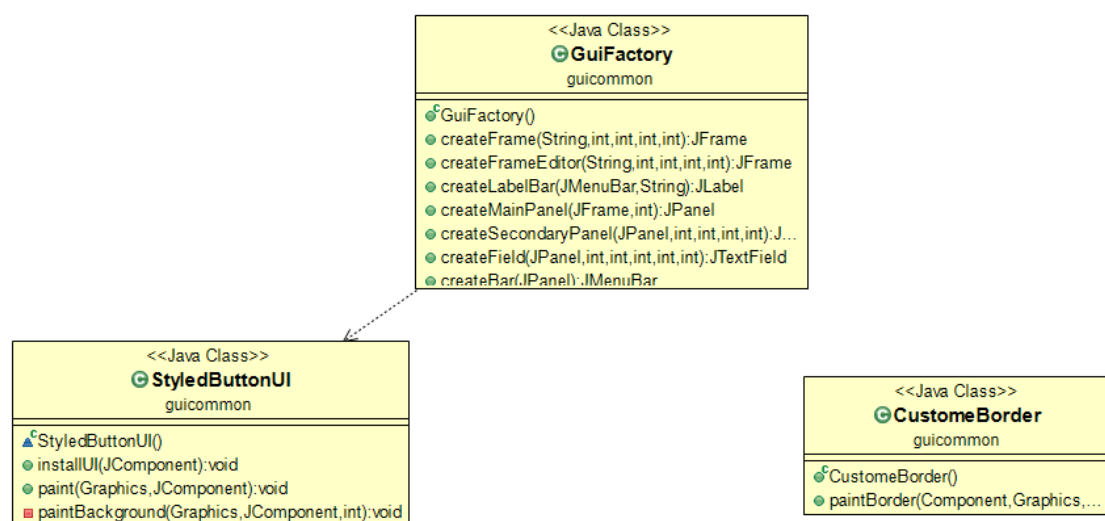 <<Java Class>>
GuiFactory
guicommon
GuiFactory()
createFrame(String,int,int,int,int):JFrame
createFrameEditor(String,int,int,int,int):JFrame
createLabelBar(JMenuBar,String):JLabel
createMainPanel(JFrame,int):JPanel
createSecondaryPanel(JPanel,int,int,int,int):J...
createField(JPanel,int,int,int,int,int):JTextField
createBar(JPanel):JMenuBar
<<Java Class>>
StyledButtonUI
guicommon
StyledButtonUI()
installUI(JComponent):void
paint(Graphics,JComponent):void
paintBackground(Graphics,JComponent,int):void
<<Java Class>>
CustomeBorder
guicommon
CustomeBorder()
paintBorder(Component,Graphics,...